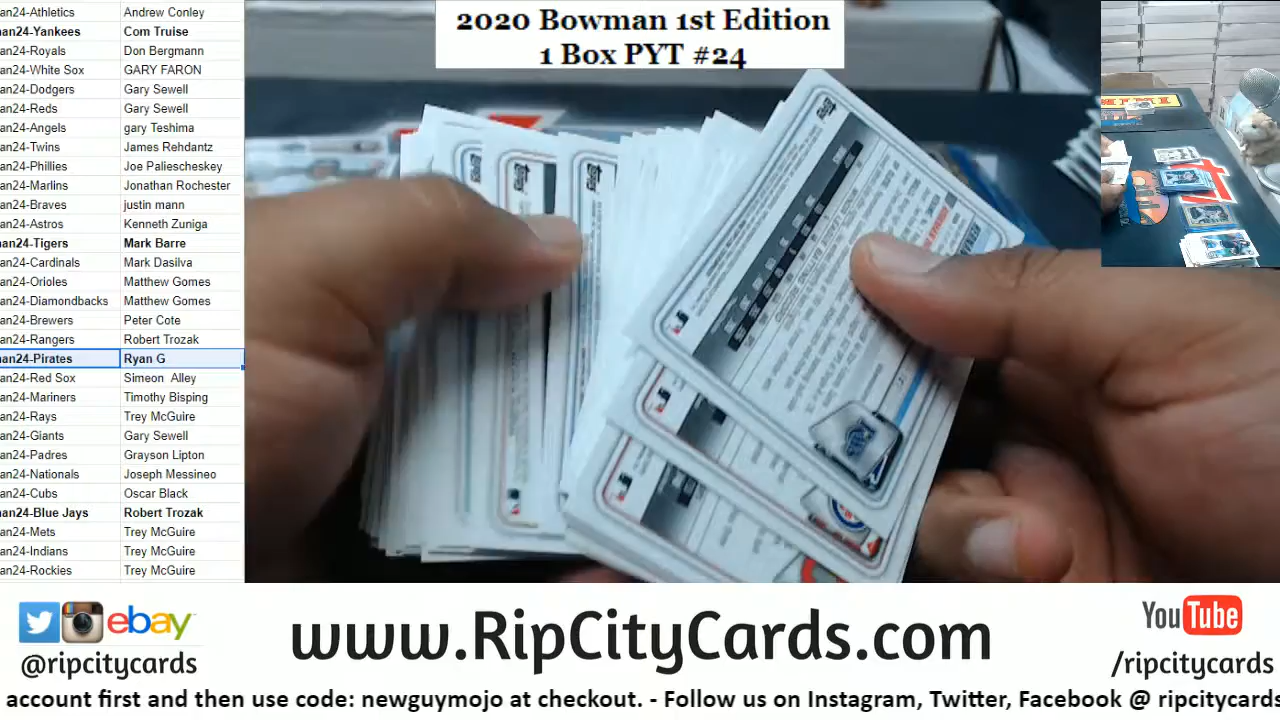 2020 Bowman 1st Edition
1 Box PYT #24
an24-Athletics Andrew Conley
nan24-Yankees Com Truise
an24-Royals Don Bergmann
an24-White Sox GARY FARON
an24-Dodgers Gary Sewell
an24-Reds Gary Sewell
an24-Angels gary Teshima
an24-Twins James Rehdantz
an24-Phillies Joe Paliescheskey
an24-Marlins Jonathan Rochester
an24-Braves justin mann
an24-Astros Kenneth Zuniga
nan24-Tigers Mark Barre
an24-Cardinals Mark Dasilva
an24-Orioles Matthew Gomes
an24-Diamondbacks Matthew Gomes
an24-Brewers Peter Cote
an24-Rangers Robert Trozak
nan24-Pirates Ryan G
an24-Red Sox Simeon Alley
an24-Mariners Timothy Bisping
an24-Rays Trey McGuire
an24-Giants Gary Sewell
an24-Padres Grayson Lipton
an24-Nationals Joseph Messineo
an24-Cubs Oscar Black
nan24-Blue Jays Robert Trozak
an24-Mets Trey McGuire
an24-Indians Trey McGuire
an24-Rockies Trey McGuire
topps
topps
ebay
@ripcitycards
www.RipCityCards.com
YouTube
/ripcitycards
account first and then use code: newguymojo at checkout. - Follow us on Instagram, Twitter, Facebook @ ripcitycards